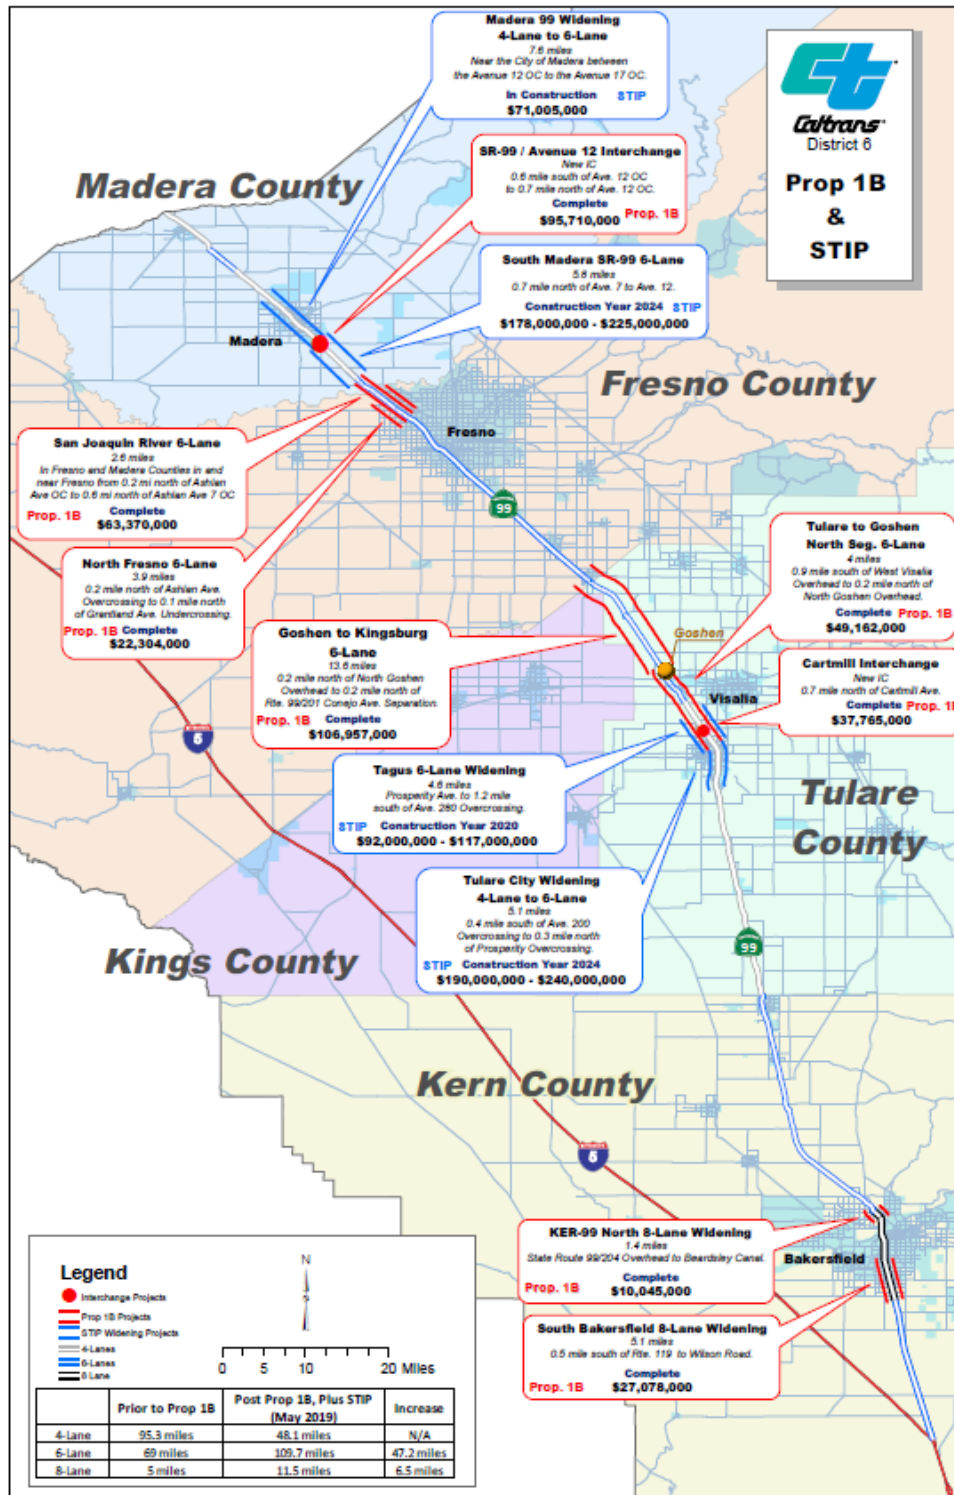 Madera 99 Widening
4-Lane to 6-Lane
7.6 miles
Near the City of Madera between
the Avenue 12 OC to the Avenue 17 OC.
In Construction STIP
$71,005,000
Caltrans
District 6
Prop 1B
&
STIP
SR-99 / Avenue 12 Interchange
New IC
0.6 mile south of Ave. 12 OC
to 0.7 mile north of Ave. 12 OC.
Complete
$95,710,000 Prop. 1B
Madera County
South Madera SR-99 6-Lane
5.8 miles
0.7 mile north of Ave. 7 to Ave. 12.
Construction Year 2024 STIP
$178,000,000 - $225,000,000
Madera
Fresno County
San Joaquin River 6-Lane
2.6 miles
In Fresno and Madera Counties in and
near Fresno from 0.2 mi north of Ashlan
Ave OC to 0.6 mi north of Ashlan Ave 7 OC
Prop. 1B Complete
$63,370,000
Fresno
99
North Fresno 6-Lane
3.9 miles
0.2 mile north of Ashlan Ave.
Overcrossing to 0.1 mile north
of Grantland Ave. Undercrossing.
Prop. 1B Complete
$22,304,000
Tulare to Goshen
North Seg. 6-Lane
4 miles
0.9 mile south of West Visalia
Overhead to 0.2 mile north of
North Goshen Overhead.
Complete Prop. 1B
$49,162,000
Goshen to Kingsburg
6-Lane
13.6 miles
0.2 mile north of North Goshen
Overhead to 0.2 mile north of
Rte. 99/201 Conejo Ave. Separation.
Prop. 1B Complete
$106,957,000
Goshen
Visalia
Cartmill Interchange
New IC
0.7 mile north of Cartmill Ave.
Complete Prop. 1B
$37,765,000
5
Tagus 6-Lane Widening
4.6 miles
Prosperity Ave. to 1.2 mile
south of Ave. 280 Overcrossing.
STIP Construction Year 2020
$92,000,000 - $117,000,000
Tulare
County
Tulare City Widening
4-Lane to 6-Lane
5.1 miles
0.4 mile south of Ave. 200
Overcrossing to 0.3 mile north
of Prosperity Overcrossing.
STIP Construction Year 2024
$190,000,000 - $240,000,000
Kings County
99
Kern County
5
KER-99 North 8-Lane Widening
1.4 miles
State Route 99/204 Overhead to Beardsley Canal.
Complete
Prop. 1B $10,045,000
Bakersfield
South Bakersfield 8-Lane Widening
5.1 miles
0.5 mile south of Rte. 119 to Wilson Road.
Complete
Prop. 1B $27,078,000
Legend
Interchange Projects
Prop 1B Projects
STIP Widening Projects
4-Lanes
6-Lanes
8 Lane
N
S
0 5 10 20 Miles
Prior to Prop 1B Post Prop 1B, Plus STIP (May 2019) Increase
4-Lane 95.3 miles 48.1 miles N/A
6-Lane 69 miles 109.7 miles 47.2 miles
8-Lane 5 miles 11.5 miles 6.5 miles